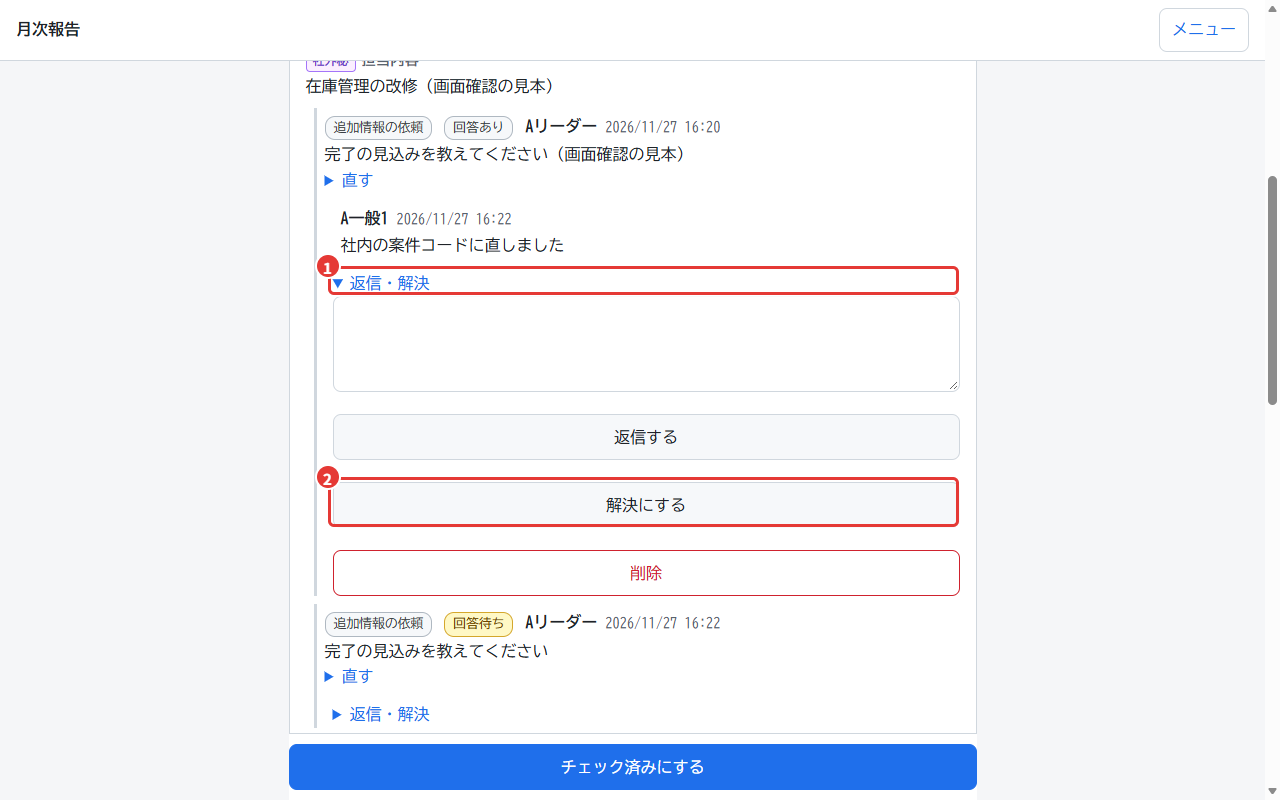 月次報告
メニュー
社外秘 担当内容
在庫管理の改修（画面確認の見本）
追加情報の依頼 回答あり Aリーダー 2026/11/27 16:20
完了の見込みを教えてください（画面確認の見本）
▶ 直す
A一般1 2026/11/27 16:22
社内の案件コードに直しました
1
▼ 返信・解決
返信する
2
解決にする
削除
追加情報の依頼 回答待ち Aリーダー 2026/11/27 16:22
完了の見込みを教えてください
▶ 直す
▶ 返信・解決
チェック済みにする